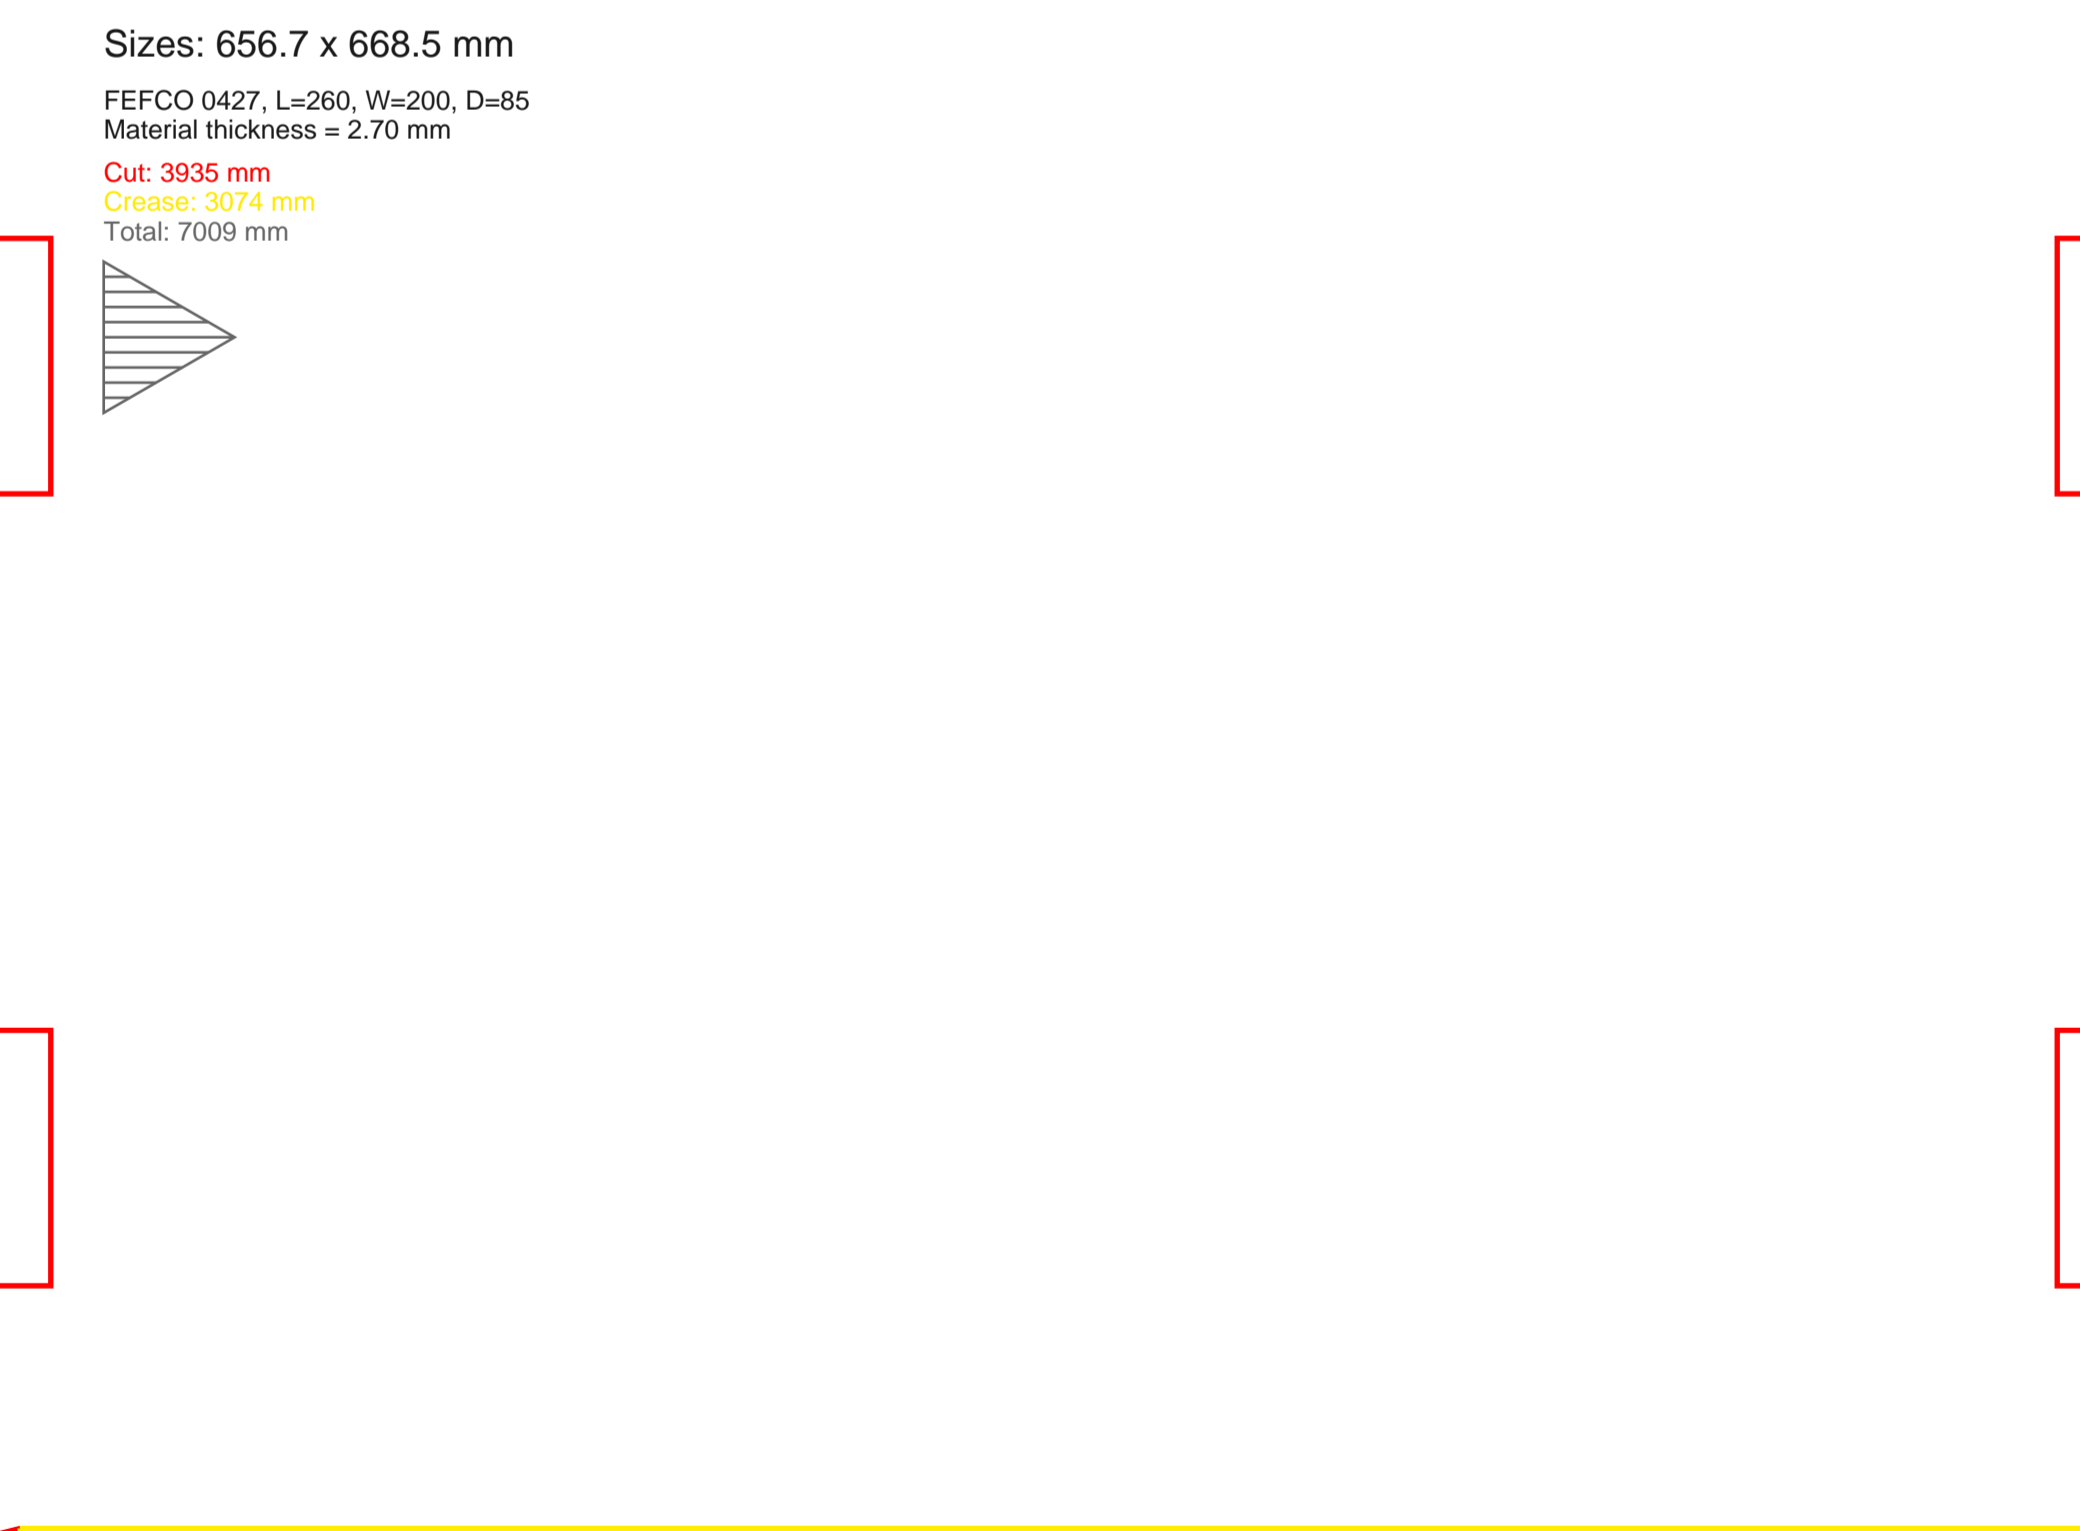 Sizes: 656.7 x 668.5 mm
FEFCO 0427, L=260, W=200, D=85
Material thickness = 2.70 mm
Cut: 3935 mm
Crease: 3074 mm
Total: 7009 mm